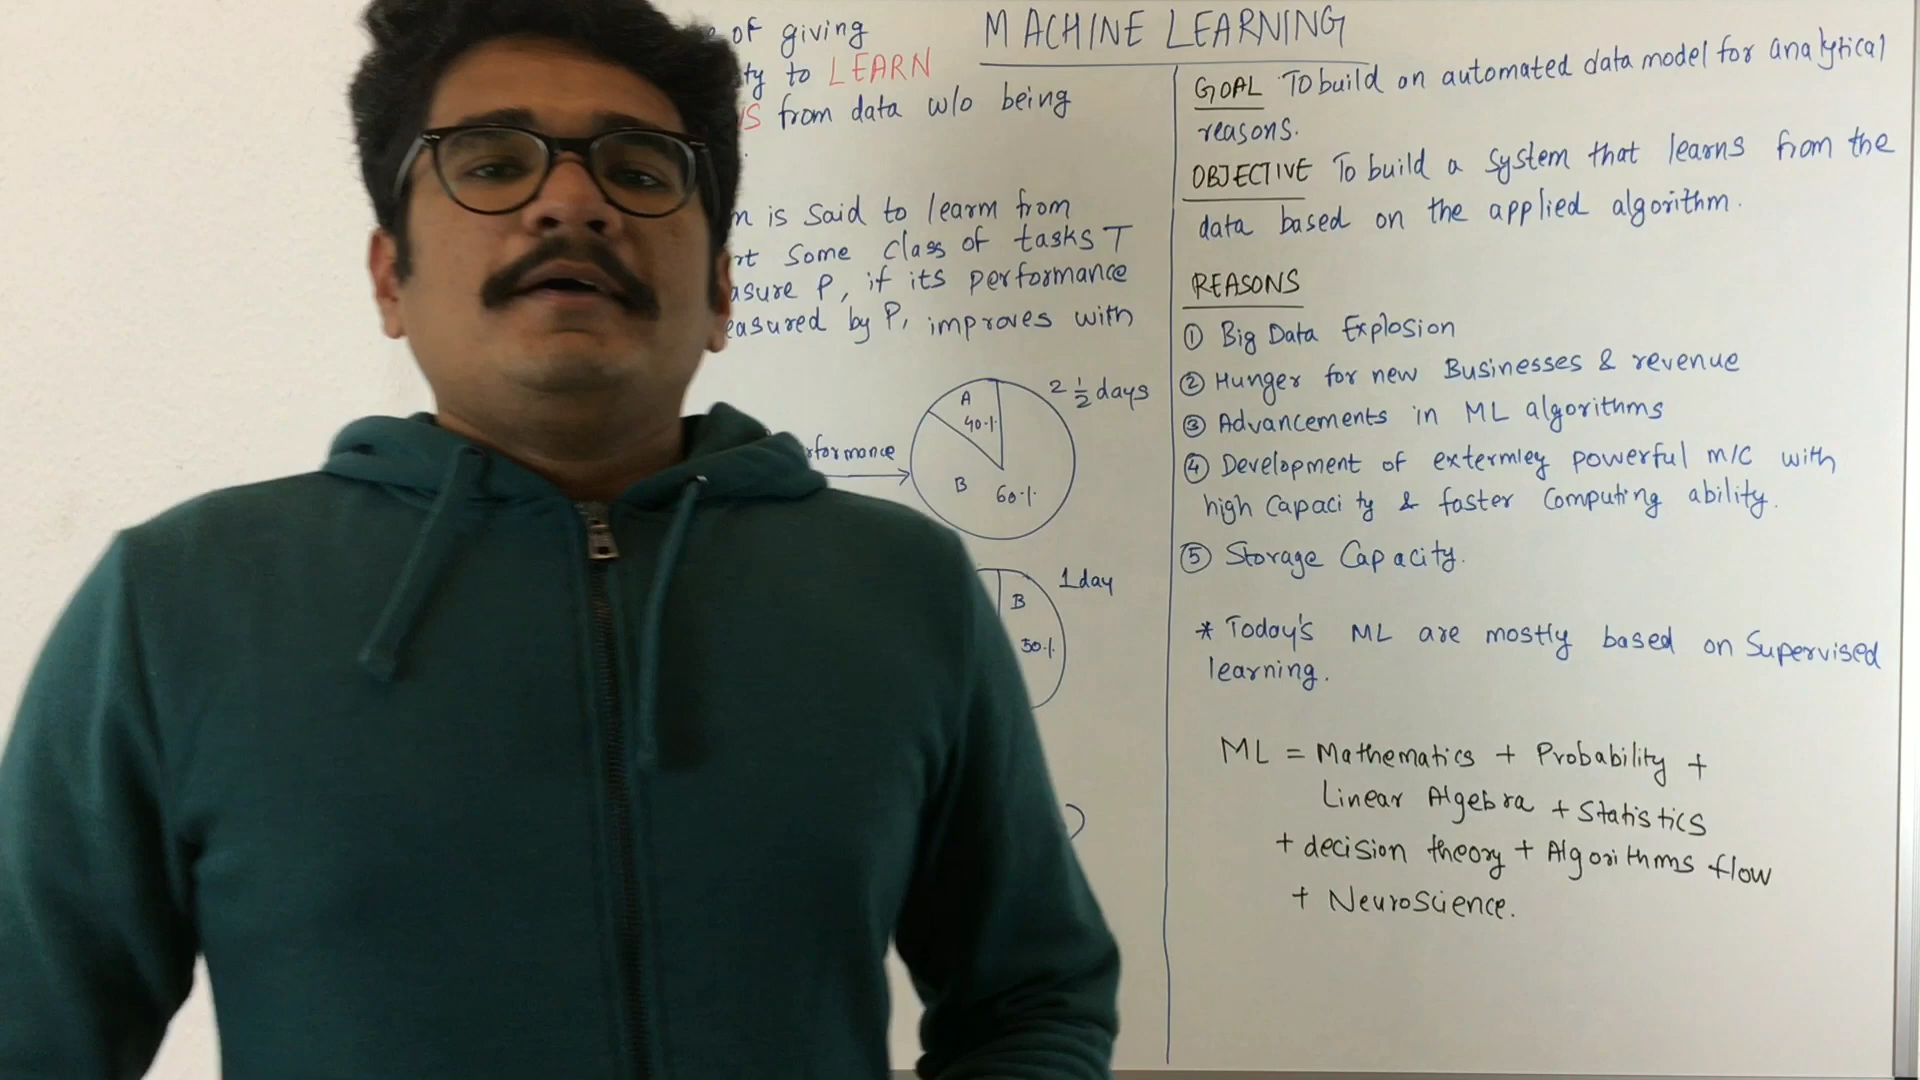 MACHINE LEARNING
of giving
ty to LEARN
from data w/o being
is said to learm from
rt some class of tasks T
asure P, if its performance
easured by P, improves with
rformance
A
40%
B
60%
2 1/2 days
B
50%
1 day
GOAL To build an automated data model for analytical
reasons.
OBJECTIVE To build a system that learns from the
data based on the applied algorithm.
REASONS
① Big Data Explosion
② Hunger for new Businesses & revenue
③ Advancements in ML algorithms
④ Development of extermley powerful m/c with
high capacity & faster computing ability.
⑤ Storage Capacity.
* Today's ML are mostly based on Supervised
learning.
ML = Mathematics + Probability +
Linear Algebra + Statistics
+ decision theory + Algorithms flow
+ NeuroScience.